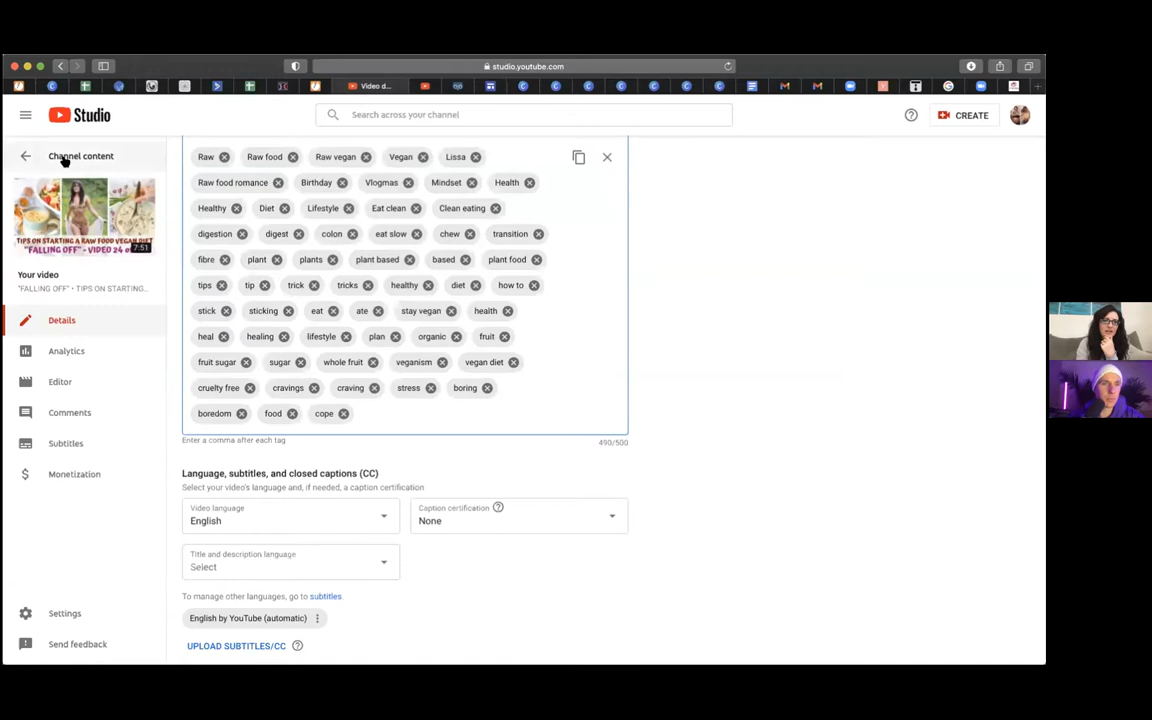 studio.youtube.com
Video d...
Studio
Search across your channel
CREATE
Channel content
TIPS ON STARTING A RAW FOOD VEGAN DIET
"FALLING OFF" - VIDEO 24
7:51
Your video
"FALLING OFF" - TIPS ON STARTING...
Details
Analytics
Editor
Comments
Subtitles
Monetization
Settings
Send feedback
Raw Raw food Raw vegan Vegan Lissa
Raw food romance Birthday Vlogmas Mindset Health
Healthy Diet Lifestyle Eat clean Clean eating
digestion digest colon eat slow chew transition
fibre plant plants plant based based plant food
tips tip trick tricks healthy diet how to
stick sticking eat ate stay vegan health
heal healing lifestyle plan organic fruit
fruit sugar sugar whole fruit veganism vegan diet
cruelty free cravings craving stress boring
boredom food cope
Enter a comma after each tag 490/500
Language, subtitles, and closed captions (CC)
Select your video's language and, if needed, a caption certification
Video language
English
Caption certification
None
Title and description language
Select
To manage other languages, go to subtitles.
English by YouTube (automatic)
UPLOAD SUBTITLES/CC